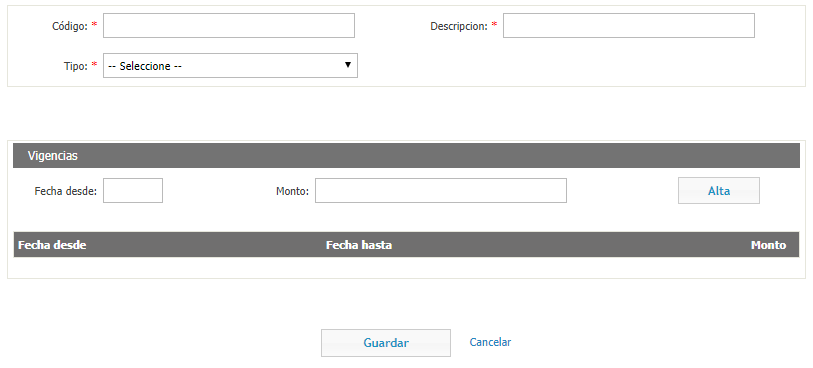 Código: * Descripcion: *
Tipo: * -- Seleccione --
Vigencias
Fecha desde: Monto: Alta
Fecha desde Fecha hasta Monto
Guardar Cancelar